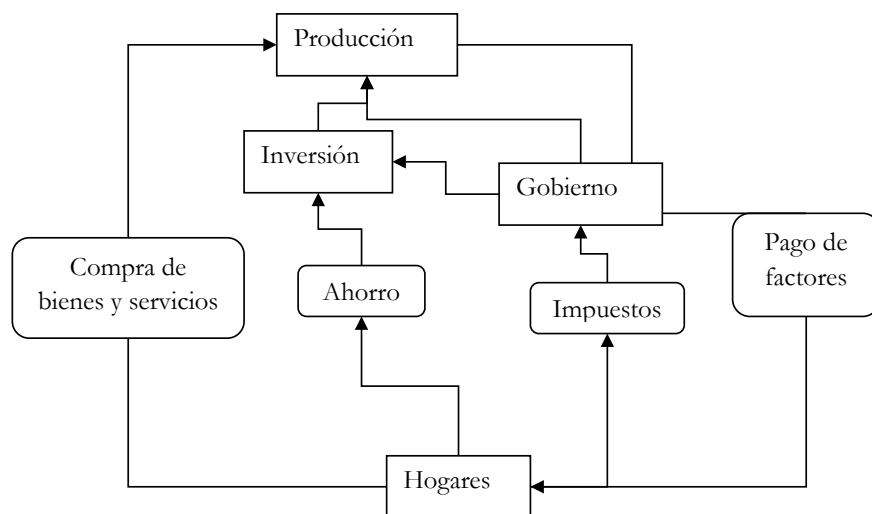 Producción
Inversión
Gobierno
Compra de
bienes y servicios
Ahorro
Impuestos
Pago de
factores
Hogares